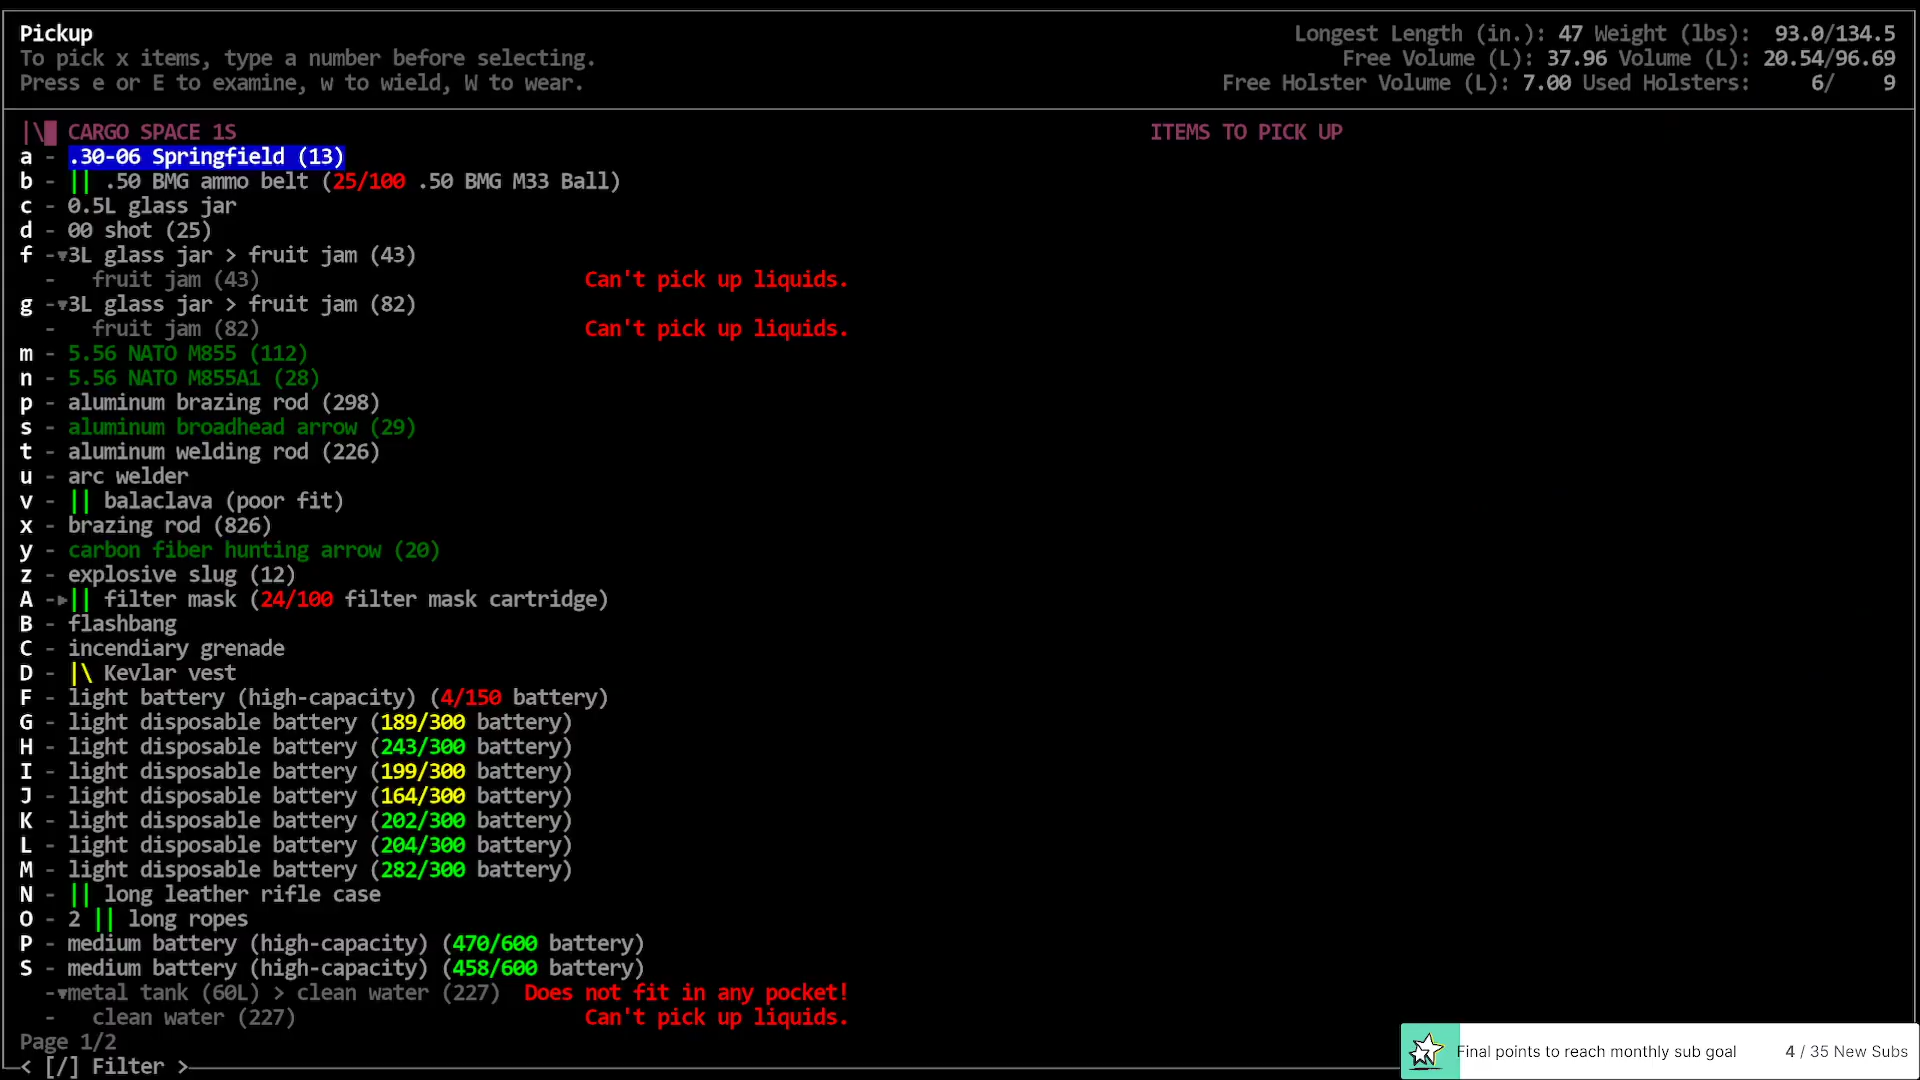 Pickup
To pick x items, type a number before selecting.
Press e or E to examine, w to wield, W to wear.
Longest Length (in.): 47 Weight (lbs): 93.0/134.5
Free Volume (L): 37.96 Volume (L): 20.54/96.69
Free Holster Volume (L): 7.00 Used Holsters: 6/ 9
|\█ CARGO SPACE 1S
ITEMS TO PICK UP
a - .30-06 Springfield (13)
b - || .50 BMG ammo belt (25/100 .50 BMG M33 Ball)
c - 0.5L glass jar
d - 00 shot (25)
f -▾3L glass jar > fruit jam (43)
- fruit jam (43) Can't pick up liquids.
g -▾3L glass jar > fruit jam (82)
- fruit jam (82) Can't pick up liquids.
m - 5.56 NATO M855 (112)
n - 5.56 NATO M855A1 (28)
p - aluminum brazing rod (298)
s - aluminum broadhead arrow (29)
t - aluminum welding rod (226)
u - arc welder
v - || balaclava (poor fit)
x - brazing rod (826)
y - carbon fiber hunting arrow (20)
z - explosive slug (12)
A -▸|| filter mask (24/100 filter mask cartridge)
B - flashbang
C - incendiary grenade
D - |\ Kevlar vest
F - light battery (high-capacity) (4/150 battery)
G - light disposable battery (189/300 battery)
H - light disposable battery (243/300 battery)
I - light disposable battery (199/300 battery)
J - light disposable battery (164/300 battery)
K - light disposable battery (202/300 battery)
L - light disposable battery (204/300 battery)
M - light disposable battery (282/300 battery)
N - || long leather rifle case
O - 2 || long ropes
P - medium battery (high-capacity) (470/600 battery)
S - medium battery (high-capacity) (458/600 battery)
-▾metal tank (60L) > clean water (227) Does not fit in any pocket!
- clean water (227) Can't pick up liquids.
Page 1/2
< [/] Filter >
Final points to reach monthly sub goal 4 / 35 New Subs